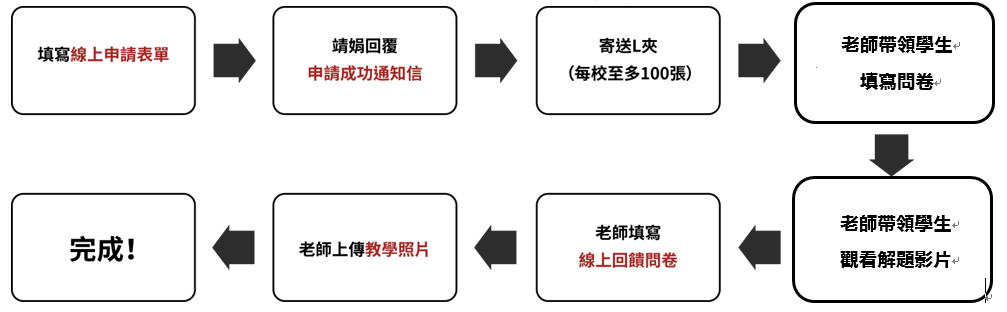 填寫線上申請表單
靖娟回覆
申請成功通知信
寄送L夾
（每校至多100張）
老師帶領學生
填寫問卷
老師帶領學生
觀看解題影片
老師填寫
線上回饋問卷
老師上傳教學照片
完成！